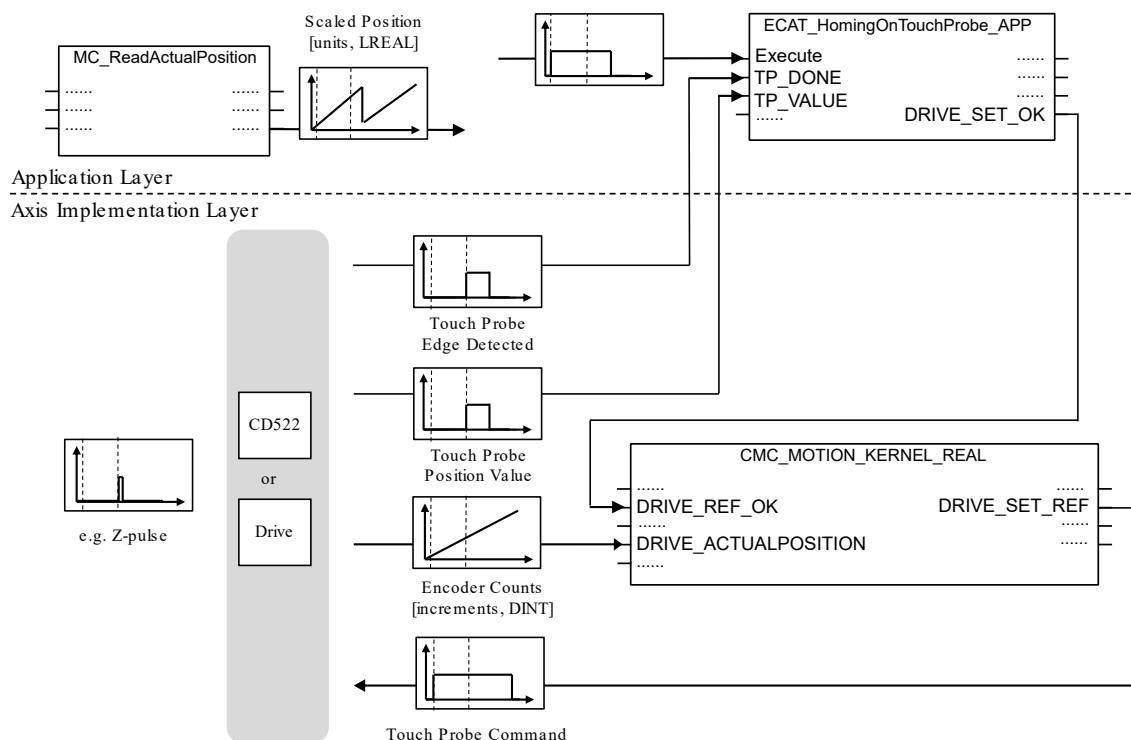 Scaled Position
[units, LREAL]
MC_ReadActualPosition
......
......
......
......
......
......
ECAT_HomingOnTouchProbe_APP
Execute
TP_DONE
TP_VALUE
......
......
......
......
DRIVE_SET_OK
Application Layer
Axis Implementation Layer
Touch Probe
Edge Detected
CD522
or
Drive
e.g. Z-pulse
Touch Probe
Position Value
Encoder Counts
[increments, DINT]
CMC_MOTION_KERNEL_REAL
......
DRIVE_REF_OK
......
DRIVE_ACTUALPOSITION
......
......
DRIVE_SET_REF
......
......
Touch Probe Command